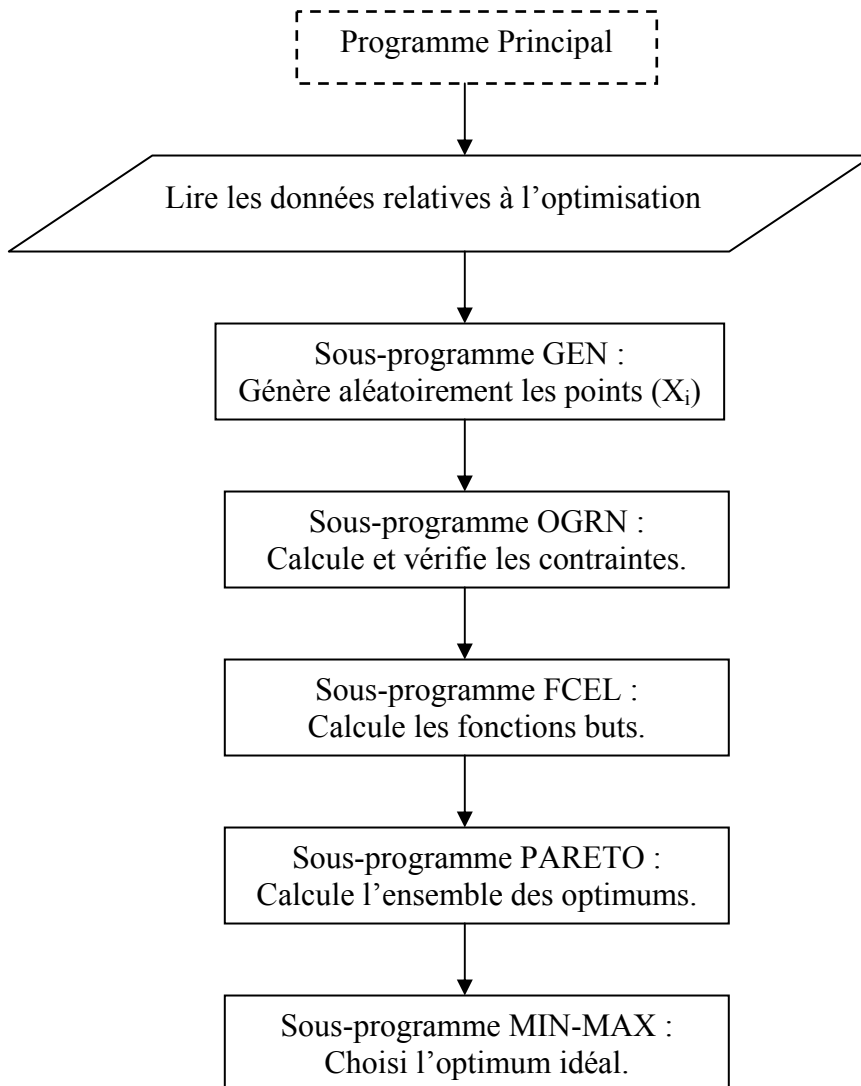 Programme Principal
Lire les données relatives à l’optimisation
Sous-programme GEN :
Génère aléatoirement les points (Xi)
Sous-programme OGRN :
Calcule et vérifie les contraintes.
Sous-programme FCEL :
Calcule les fonctions buts.
Sous-programme PARETO :
Calcule l’ensemble des optimums.
Sous-programme MIN-MAX :
Choisi l’optimum idéal.